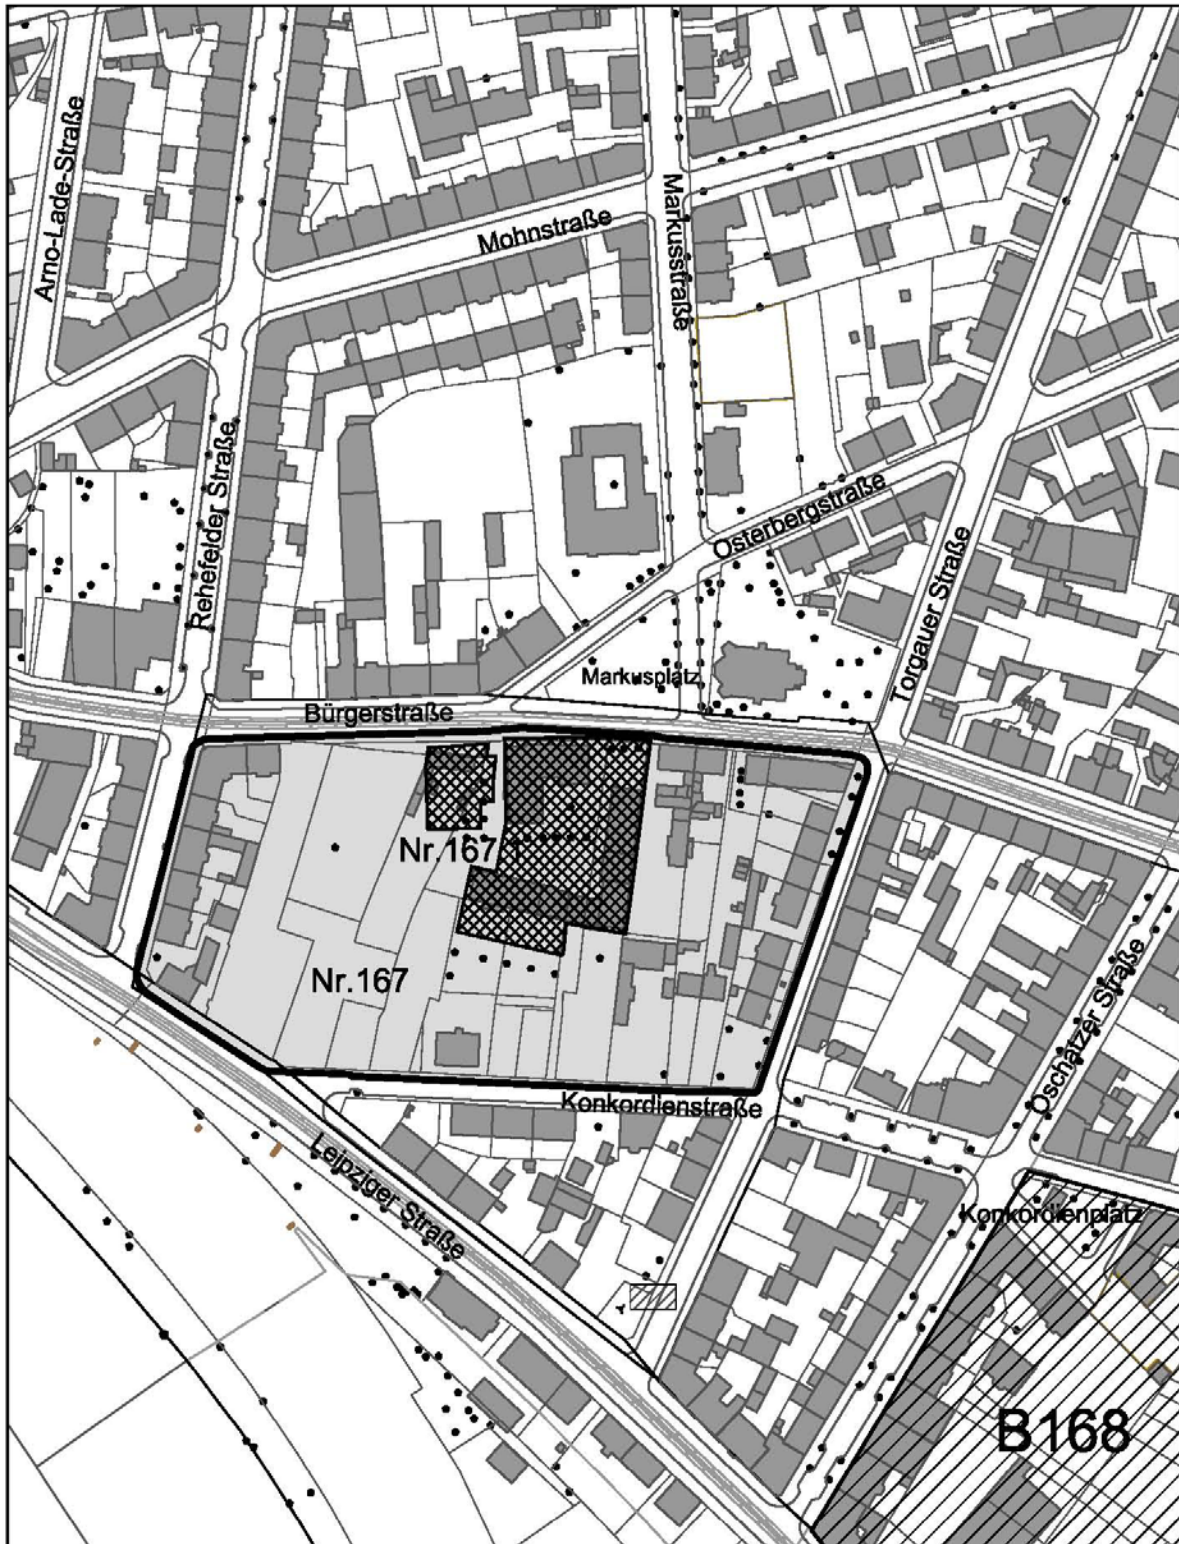 Arno-Lade-Straße
Mohnstraße
Markusstraße
Rehefelder Straße
Osterbergstraße
Torgauer Straße
Markusplatz
Bürgerstraße
Nr.167
Nr.167
Oschatzer Straße
Konkordienstraße
Leipziger Straße
Konkordienplatz
B168